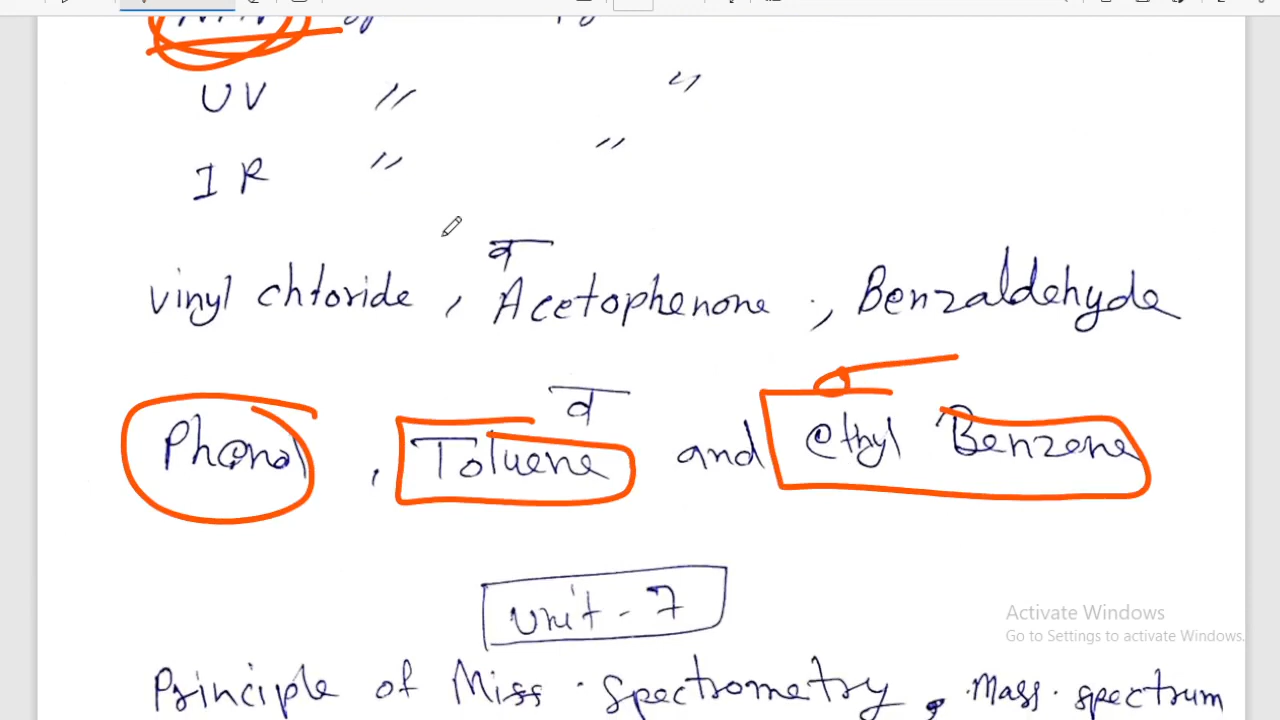 UV " "
IR " "
व
vinyl chloride, Acetophenone, Benzaldehyde
व
Phenol, Toluene and ethyl Benzene
Unit - 7
Activate Windows
Go to Settings to activate Windows.
Principle of Miss spectrometry, Mass spectrum